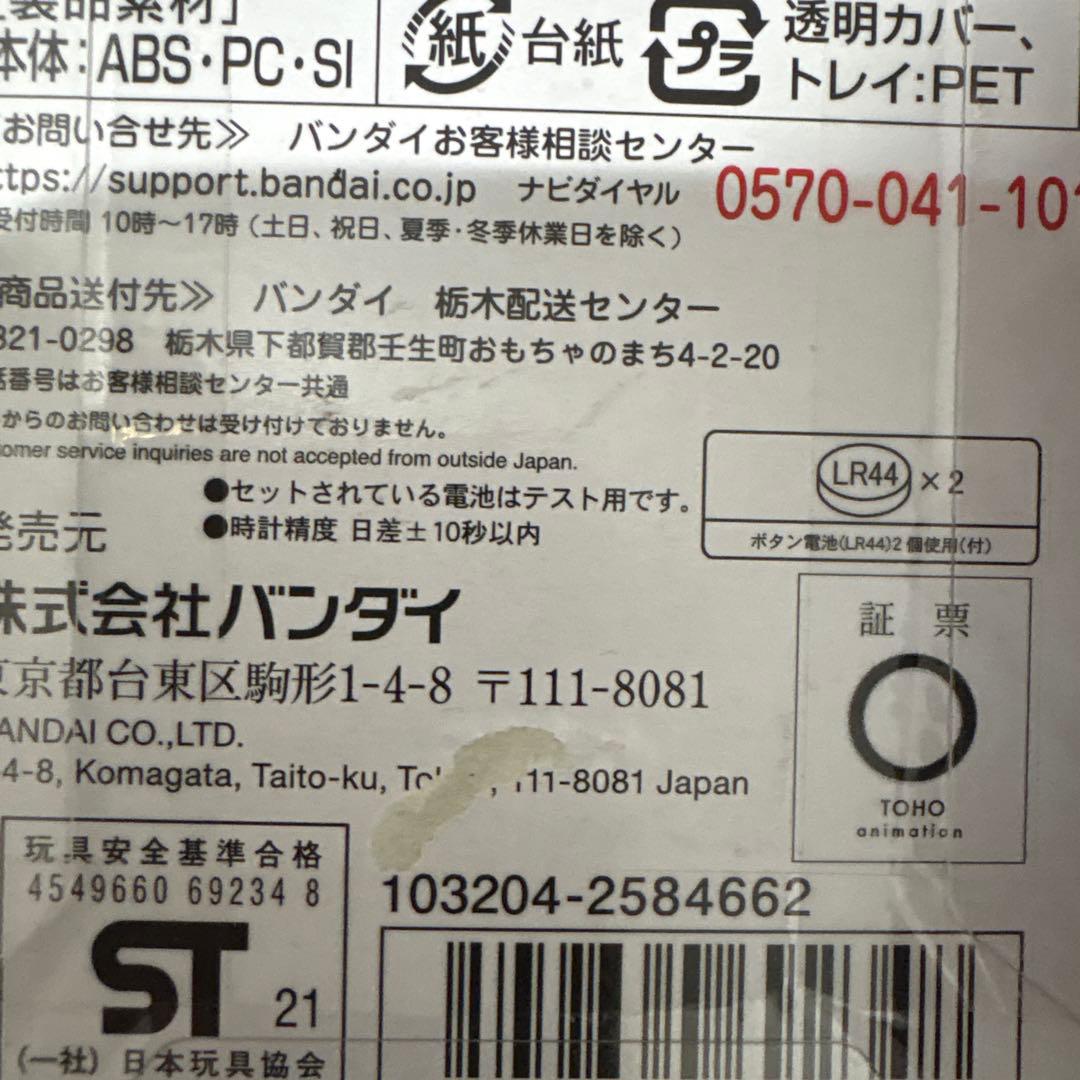 製品素材」
本体：ABS・PC・SI
紙
台紙
プラ
透明カバー、
トレイ:PET
お問い合せ先≫ バンダイお客様相談センター
ttps://support.bandai.co.jp ナビダイヤル 0570-041-101
受付時間 10時～17時（土日、祝日、夏季・冬季休業日を除く）
商品送付先≫ バンダイ 栃木配送センター
321-0298 栃木県下都賀郡壬生町おもちゃのまち4-2-20
話番号はお客様相談センター共通
からのお問い合わせは受け付けておりません。
omer service inquiries are not accepted from outside Japan.
●セットされている電池はテスト用です。
●時計精度 日差±10秒以内
LR44 ×2
ボタン電池(LR44)2個使用(付)
発売元
株式会社バンダイ
東京都台東区駒形1-4-8 〒111-8081
ANDAI CO.,LTD.
-4-8, Komagata, Taito-ku, To , 111-8081 Japan
証 票
TOHO
animation
玩具安全基準合格
4549660 69234 8
ST 21
(一社) 日本玩具協会
103204-2584662